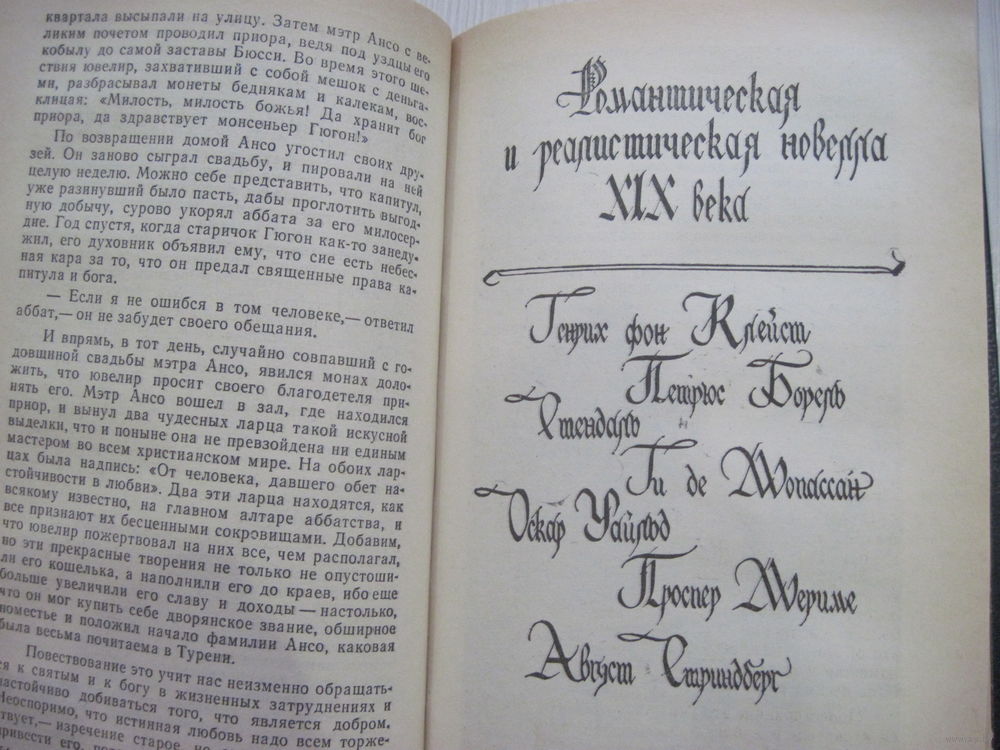 квартала высыпали на улицу. Затем мэтр Ансо с ве-
ликим почетом проводил приора, ведя под уздцы его
кобылу до самой заставы Бюсси. Во время этого ше-
ствия ювелир, захвативший с собой мешок с деньга-
ми, разбрасывал монеты беднякам и калекам, вос-
клицая: «Милость, милость божья! Да хранит бог
приора, да здравствует монсеньер Гюгон!»
По возвращении домой Ансо угостил своих дру-
зей. Он заново сыграл свадьбу, и пировали на ней
целую неделю. Можно себе представить, что капитул,
уже разинувший было пасть, дабы проглотить выгод-
ную добычу, сурово укорял аббата за его милосер-
дие. Год спустя, когда старичок Гюгон как-то занеду-
жил, его духовник объявил ему, что сие есть небес-
ная кара за то, что он предал священные права ка-
питула и бога.
— Если я не ошибся в том человеке,— ответил
аббат,— он не забудет своего обещания.
И впрямь, в тот день, случайно совпавший с го-
довщиной свадьбы мэтра Ансо, явился монах доло-
жить, что ювелир просит своего благодетеля при-
нять его. Мэтр Ансо вошел в зал, где находился
приор, и вынул два чудесных ларца такой искусной
выделки, что и поныне она не превзойдена ни единым
мастером во всем христианском мире. На обоих лар-
цах была надпись: «От человека, давшего обет на-
стойчивости в любви». Два эти ларца находятся, как
всякому известно, на главном алтаре аббатства, и
все признают их бесценными сокровищами. Добавим,
что ювелир пожертвовал на них все, чем располагал,
но эти прекрасные творения не только не опустоши-
ли его кошелька, а наполнили его до краев, ибо еще
больше увеличили его славу и доходы — настолько,
что он мог купить себе дворянское звание, обширное
поместье и положил начало фамилии Ансо, каковая
была весьма почитаема в Турени.
Повествование это учит нас неизменно обращать-
ся к святым и к богу в жизненных затруднениях и
настойчиво добиваться того, что является добром.
Неоспоримо, что истинная любовь надо всем торже-
ствует,— изречение старое, но
привести его,
Романтическая
и реалистическая новелла
XIX века
Генрих фон Клейст
Петрюс Борель
Стендаль
Ги де Мопассан
Оскар Уайльд
Проспер Мериме
Август Стриндберг